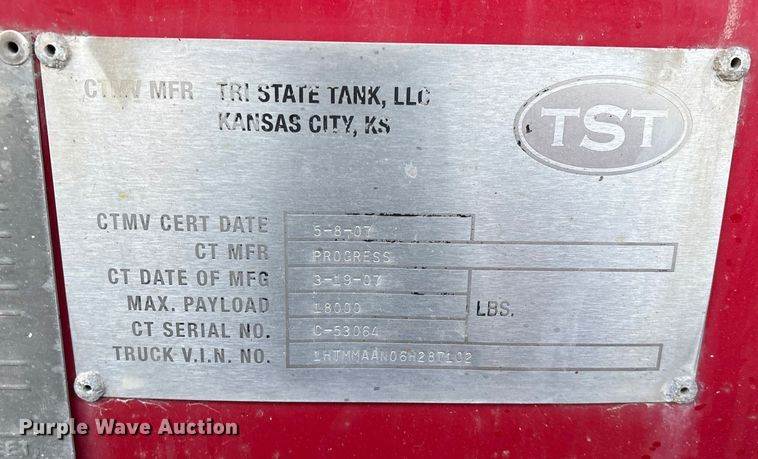 CTMV MFR TRI STATE TANK, LLC
KANSAS CITY, KS
TST
CTMV CERT DATE 5-8-07
CT MFR PROGRESS
CT DATE OF MFG 3-19-07
MAX. PAYLOAD 18000 LBS.
CT SERIAL NO. C-53064
TRUCK V.I.N. NO.
Purple Wave Auction